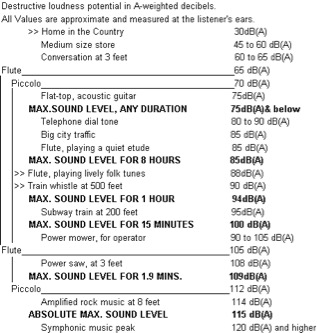 Destructive loudness potential in A-weighted decibels.
All Values are approximate and measured at the listener's ears.
>> Home in the Country 30dB(A)
Medium size store 45 to 60 dB(A)
Conversation at 3 feet 60 to 65 dB(A)
Flute 65 dB(A)
Piccolo 70 dB(A)
Flat-top, acoustic guitar 75dB(A)
MAX.SOUND LEVEL, ANY DURATION 75dB(A)& below
Telephone dial tone 80 to 90 dB(A)
Big city traffic 85 dB(A)
Flute, playing a quiet etude 85 dB(A)
MAX. SOUND LEVEL FOR 8 HOURS 85dB(A)
>> Flute, playing lively folk tunes 88dB(A)
>> Train whistle at 500 feet 90 dB(A)
MAX. SOUND LEVEL FOR 1 HOUR 94dB(A)
Subway train at 200 feet 95dB(A)
MAX. SOUND LEVEL FOR 15 MINUTES 100 dB(A)
Power mower, for operator 90 to 105 dB(A)
Flute 105 dB(A)
Power saw, at 3 feet 108 dB(A)
MAX. SOUND LEVEL FOR 1.9 MINS. 109dB(A)
Piccolo 112 dB(A)
Amplified rock music at 8 feet 114 dB(A)
ABSOLUTE MAX. SOUND LEVEL 115 dB(A)
Symphonic music peak 120 dB(A) and higher